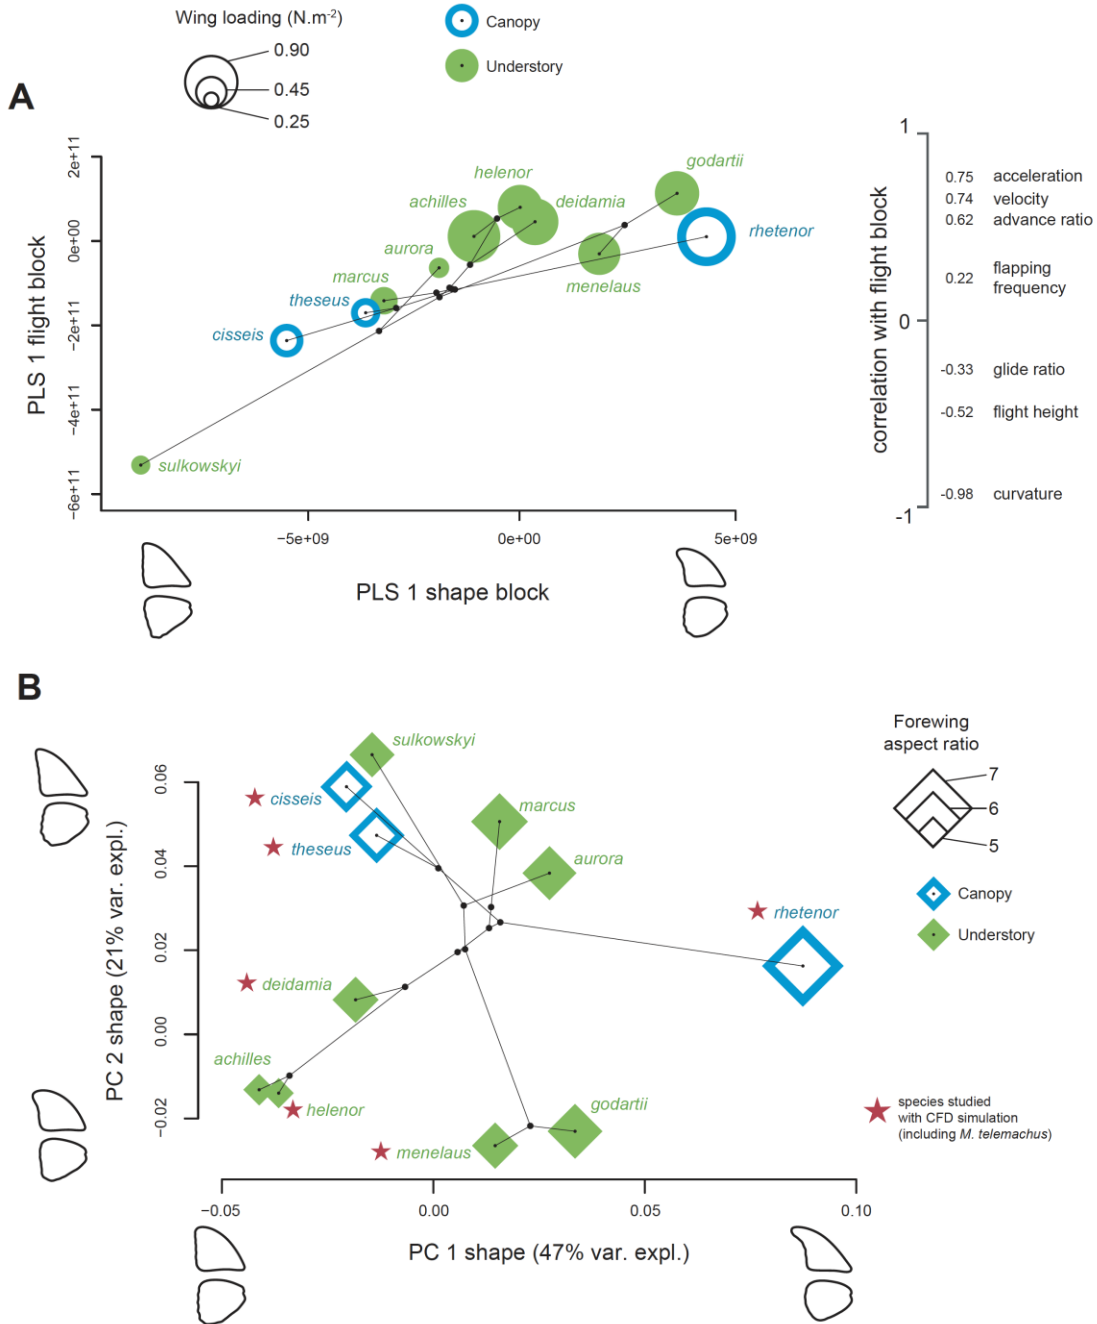 Wing loading (N.m-2)
0.90
0.45
0.25
Canopy
Understory
A
PLS 1 flight block
2e+11
0e+00
−2e+11
−4e+11
−6e+11
godartii
helenor
achilles
deidamia
rhetenor
aurora
menelaus
marcus
theseus
cisseis
sulkowskyi
−5e+09
0e+00
5e+09
PLS 1 shape block
correlation with flight block
1
0
-1
0.75 acceleration
0.74 velocity
0.62 advance ratio
0.22 flapping
frequency
-0.33 glide ratio
-0.52 flight height
-0.98 curvature
B
PC 2 shape (21% var. expl.)
0.06
0.04
0.02
0.00
−0.02
sulkowskyi
cisseis
marcus
theseus
aurora
rhetenor
deidamia
achilles
helenor
godartii
menelaus
−0.05
0.00
0.05
0.10
PC 1 shape (47% var. expl.)
Forewing
aspect ratio
7
6
5
Canopy
Understory
species studied
with CFD simulation
(including M. telemachus)